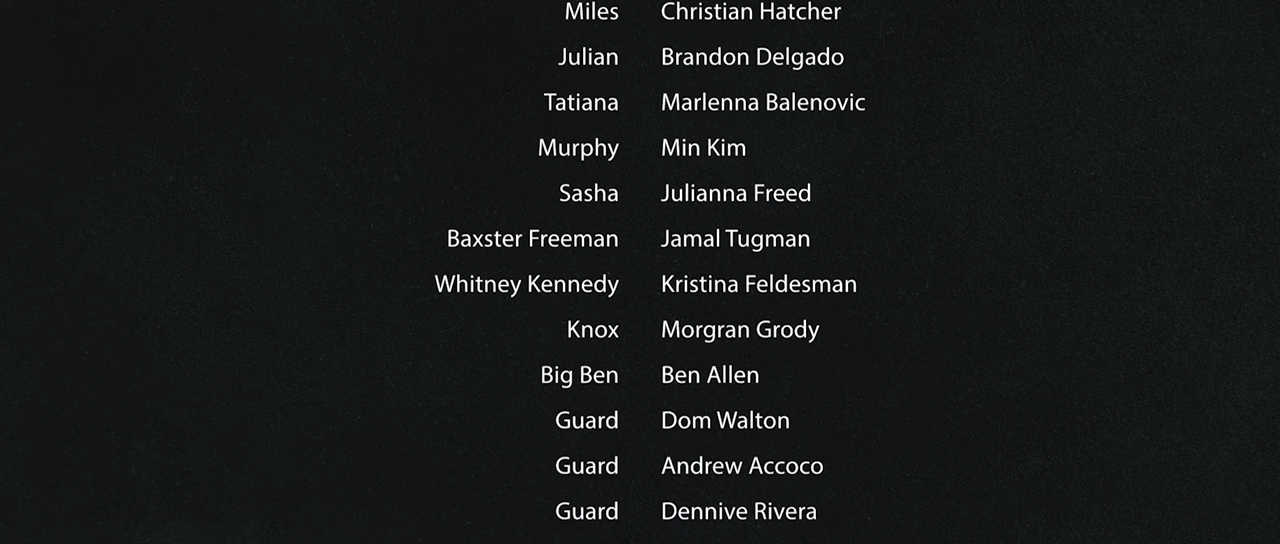 Miles Christian Hatcher
Julian Brandon Delgado
Tatiana Marlenna Balenovic
Murphy Min Kim
Sasha Julianna Freed
Baxster Freeman Jamal Tugman
Whitney Kennedy Kristina Feldesman
Knox Morgran Grody
Big Ben Ben Allen
Guard Dom Walton
Guard Andrew Accoco
Guard Dennive Rivera